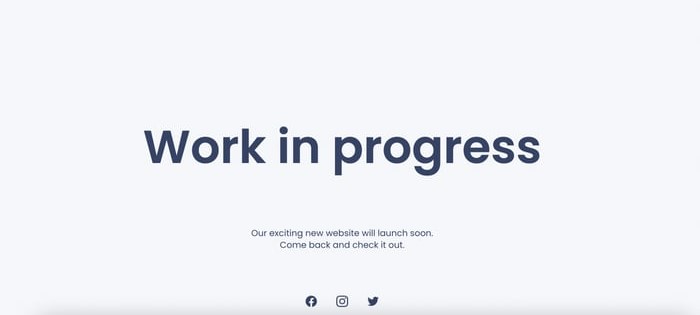 Work in progress
Our exciting new website will launch soon.
Come back and check it out.